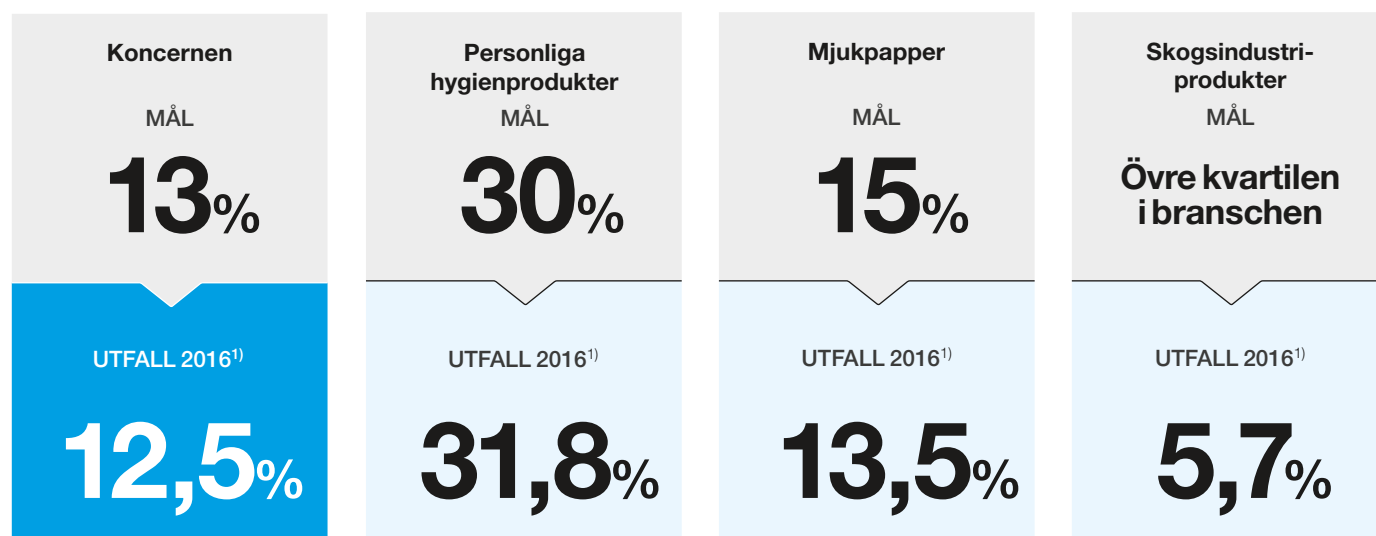 Koncernen
MÅL
13%
UTFALL 2016¹⁾
12,5%
Personliga
hygienprodukter
MÅL
30%
UTFALL 2016¹⁾
31,8%
Mjukpapper
MÅL
15%
UTFALL 2016¹⁾
13,5%
Skogsindustri-
produkter
MÅL
Övre kvartilen
i branschen
UTFALL 2016¹⁾
5,7%